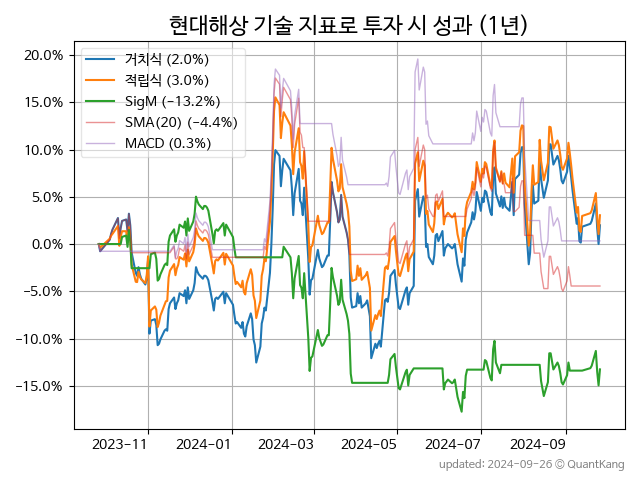 현대해상 기술 지표로 투자 시 성과 (1년)
20.0%
15.0%
10.0%
5.0%
0.0%
−5.0%
−10.0%
−15.0%
거치식 (2.0%)
적립식 (3.0%)
SigM (−13.2%)
SMA(20) (−4.4%)
MACD (0.3%)
2023-11 2024-01 2024-03 2024-05 2024-07 2024-09
updated: 2024-09-26 © QuantKang